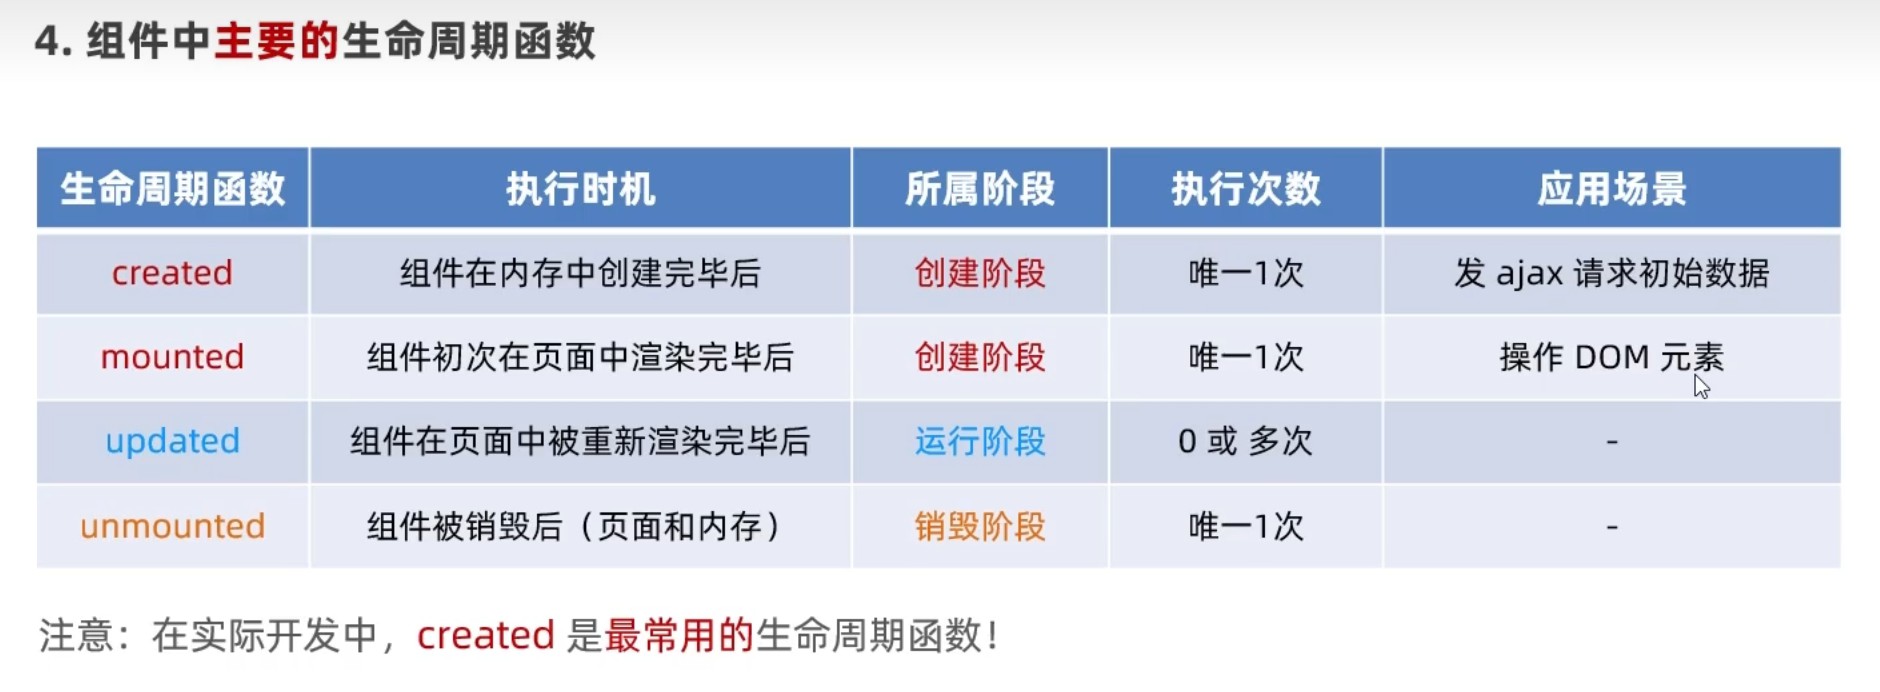 4. 组件中主要的生命周期函数
生命周期函数 执行时机 所属阶段 执行次数 应用场景
created 组件在内存中创建完毕后 创建阶段 唯一1次 发 ajax 请求初始数据
mounted 组件初次在页面中渲染完毕后 创建阶段 唯一1次 操作 DOM 元素
updated 组件在页面中被重新渲染完毕后 运行阶段 0 或 多次 -
unmounted 组件被销毁后（页面和内存） 销毁阶段 唯一1次 -
注意：在实际开发中，created 是最常用的生命周期函数！